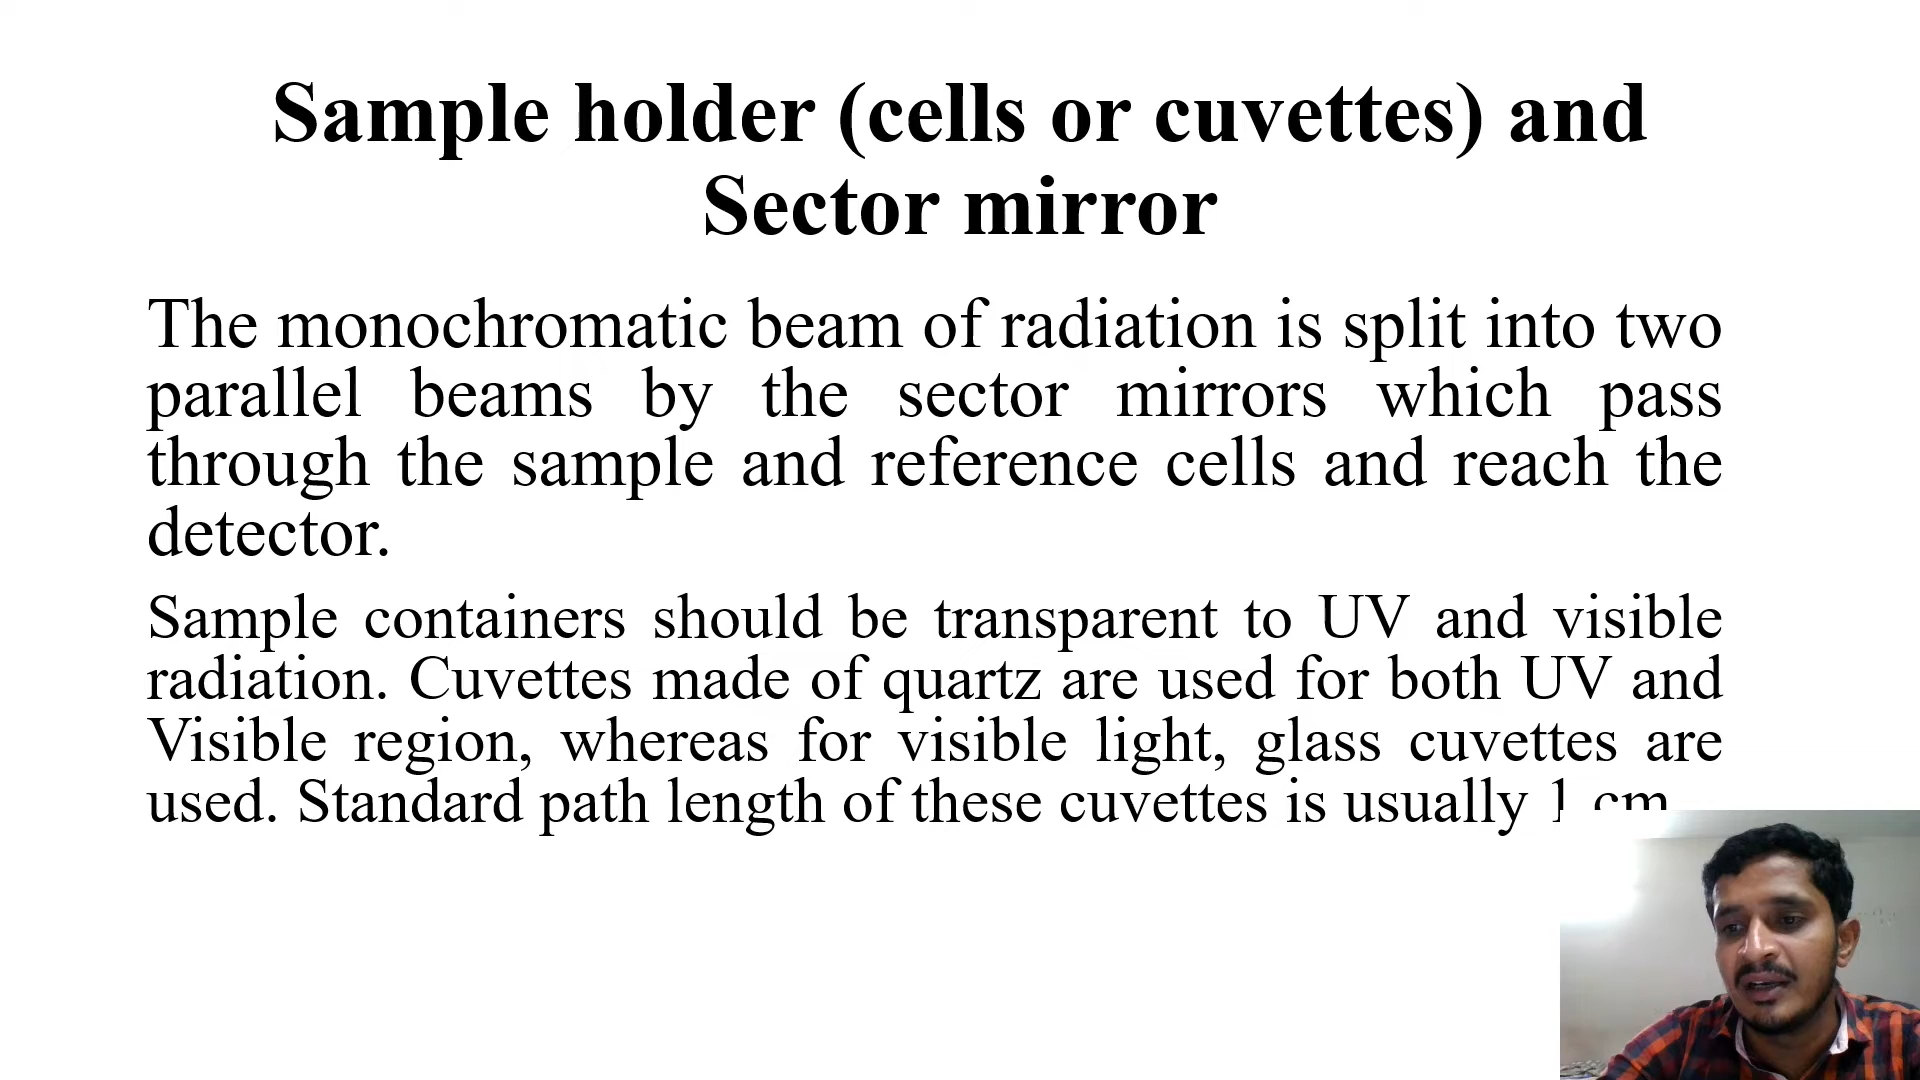 Sample holder (cells or cuvettes) and
Sector mirror
The monochromatic beam of radiation is split into two
parallel beams by the sector mirrors which pass
through the sample and reference cells and reach the
detector.
Sample containers should be transparent to UV and visible
radiation. Cuvettes made of quartz are used for both UV and
Visible region, whereas for visible light, glass cuvettes are
used. Standard path length of these cuvettes is usually 1 cm